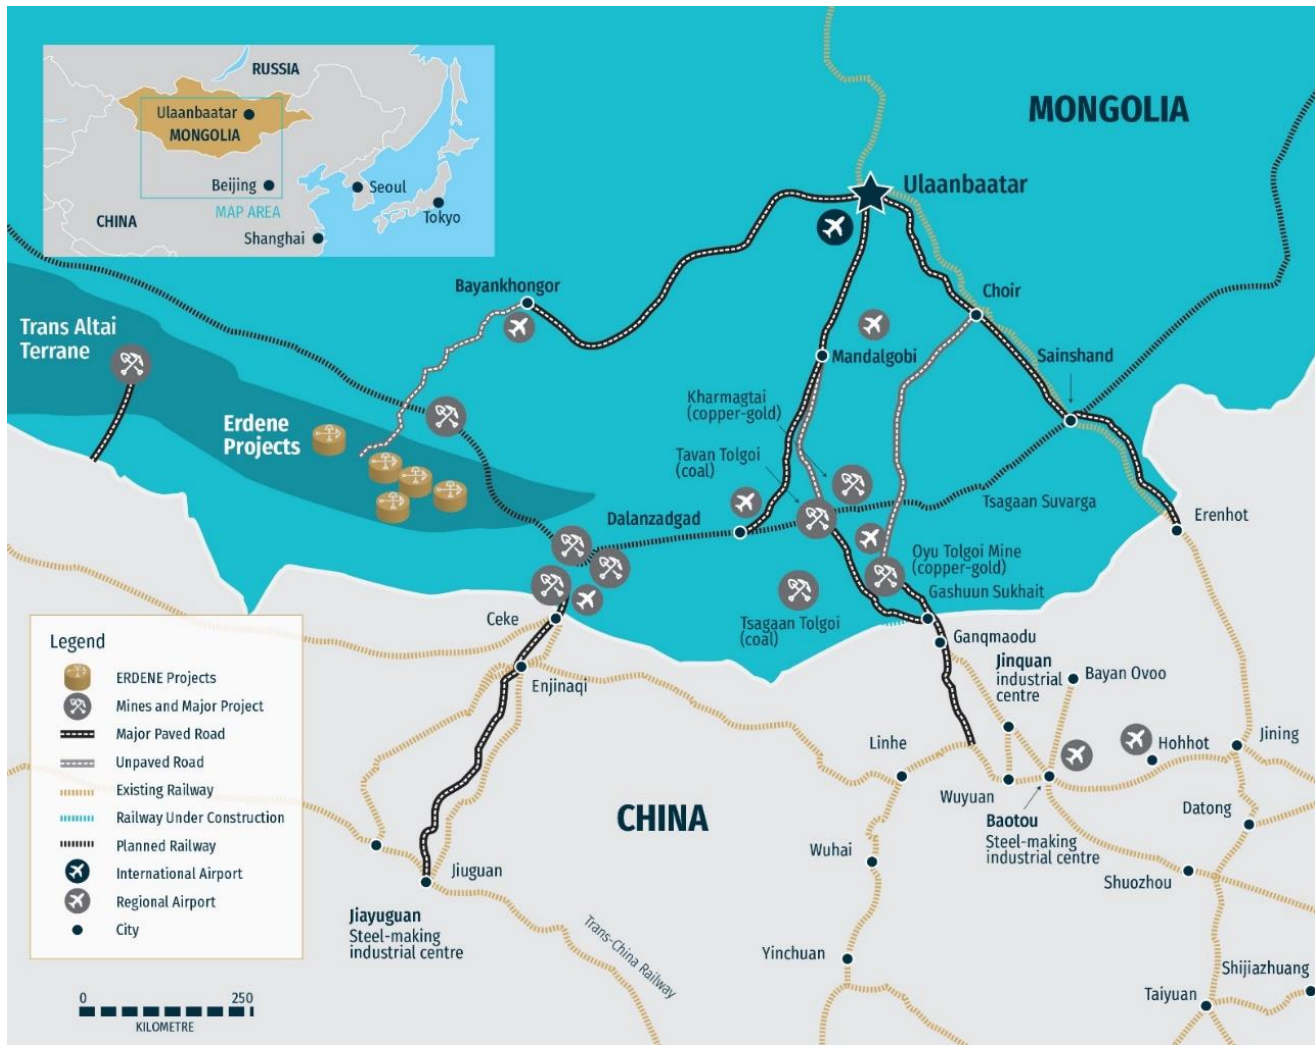 RUSSIA
Ulaanbaatar
MONGOLIA
Beijing
Seoul
MAP AREA
Tokyo
CHINA
Shanghai
MONGOLIA
Ulaanbaatar
Bayankhongor
Choir
Trans Altai
Terrane
Mandalgobi
Sainshand
Kharmagtai
(copper-gold)
Erdene
Projects
Tavan Tolgoi
(coal)
Tsagaan Suvarga
Dalanzadgad
Erenhot
Oyu Tolgoi Mine
(copper-gold)
Gashuun Sukhait
Ceke
Tsagaan Tolgoi
(coal)
Ganqmaodu
Enjinaqi
Jinquan
industrial
centre
Bayan Ovoo
Linhe
Hohhot
Jining
Wuyuan
CHINA
Baotou
Steel-making
industrial centre
Datong
Wuhai
Jiuguan
Shuozhou
Jiayuguan
Steel-making
industrial centre
Trans-China Railway
Yinchuan
Shijiazhuang
Taiyuan
Legend
ERDENE Projects
Mines and Major Project
Major Paved Road
Unpaved Road
Existing Railway
Railway Under Construction
Planned Railway
International Airport
Regional Airport
City
0 250
KILOMETRE